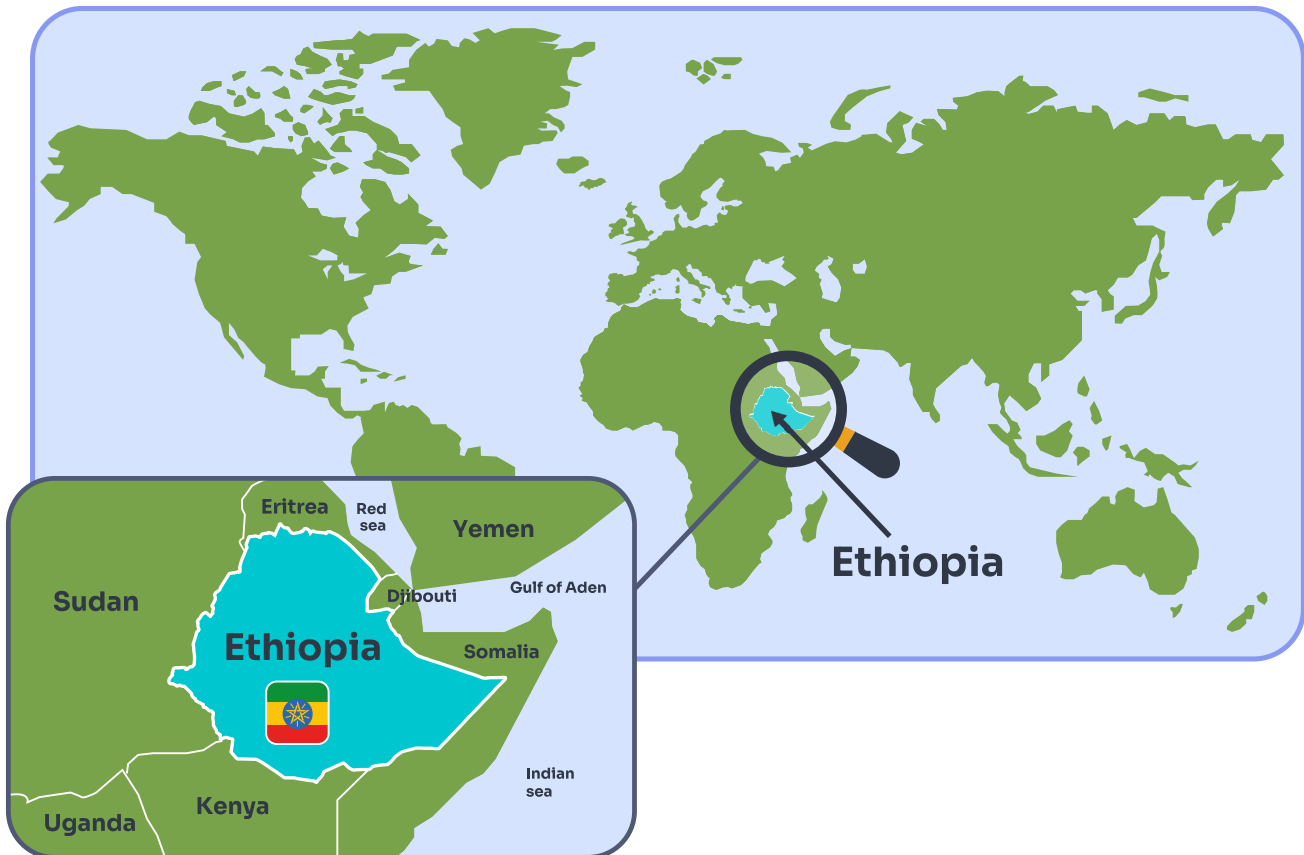 Ethiopia
Eritrea
Red
sea
Yemen
Sudan
Djibouti
Gulf of Aden
Ethiopia
Somalia
Indian
sea
Kenya
Uganda